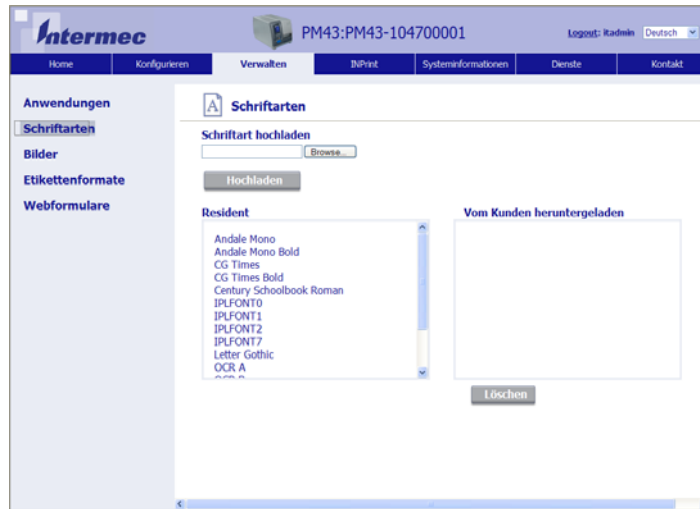 Intermec
PM43:PM43-104700001
Logout: itadmin
Deutsch
Home
Konfigurieren
Verwalten
INPrint
Systeminformationen
Dienste
Kontakt
Anwendungen
Schriftarten
Bilder
Etikettenformate
Webformulare
A
Schriftarten
Schriftart hochladen
Browse...
Hochladen
Resident
Vom Kunden heruntergeladen
Andale Mono
Andale Mono Bold
CG Times
CG Times Bold
Century Schoolbook Roman
IPLFONT0
IPLFONT1
IPLFONT2
IPLFONT7
Letter Gothic
OCR A
Löschen